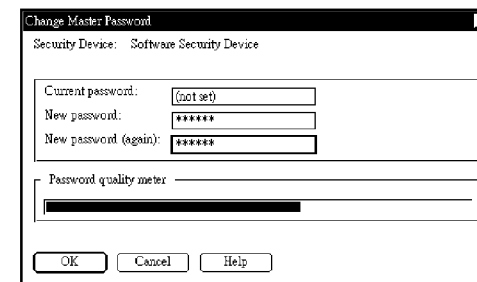 Change Master Password
Security Device: Software Security Device
Current password: (not set)
New password: ******
New password (again): ******
Password quality meter
OK Cancel Help